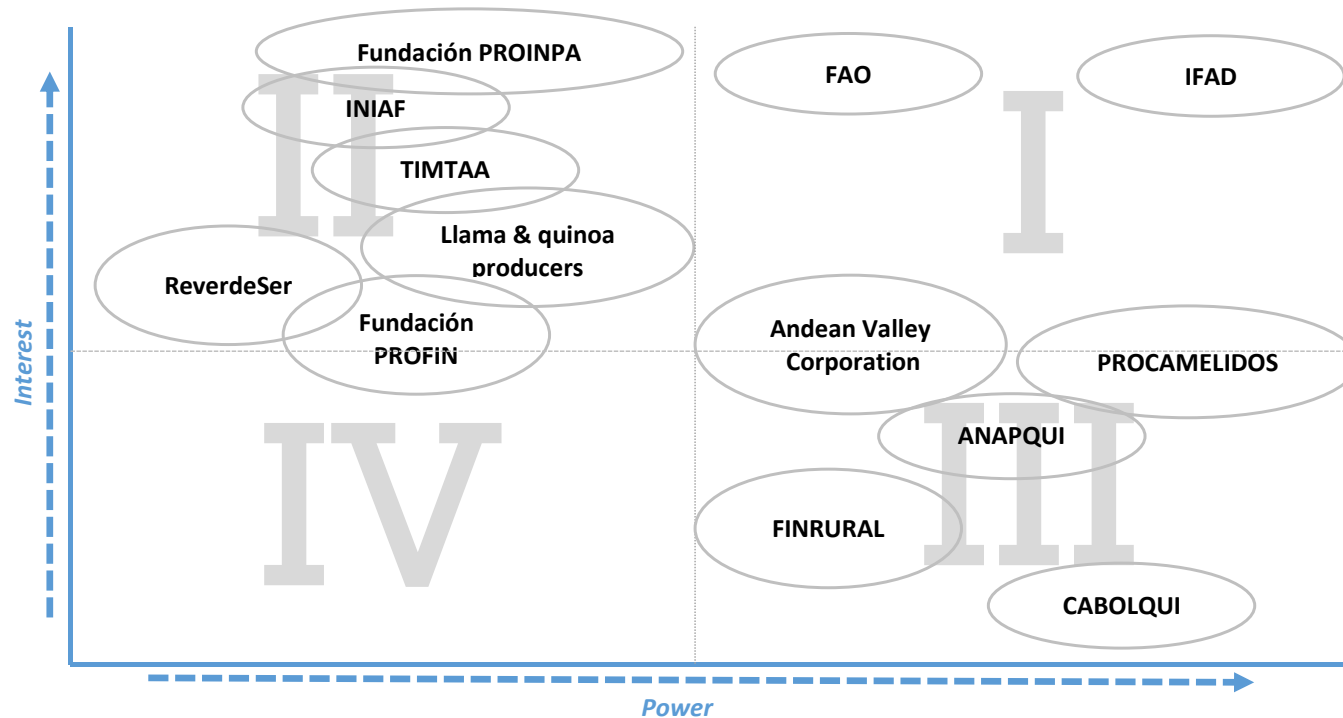 Fundación PROINPA
FAO
IFAD
INIAF
II
I
TIMTAA
Llama & quinoa
producers
ReverdeSer
Fundación
PROFIN
Andean Valley
Corporation
PROCAMELIDOS
Interest
ANAPQUI
IV
III
FINRURAL
CABOLQUI
Power